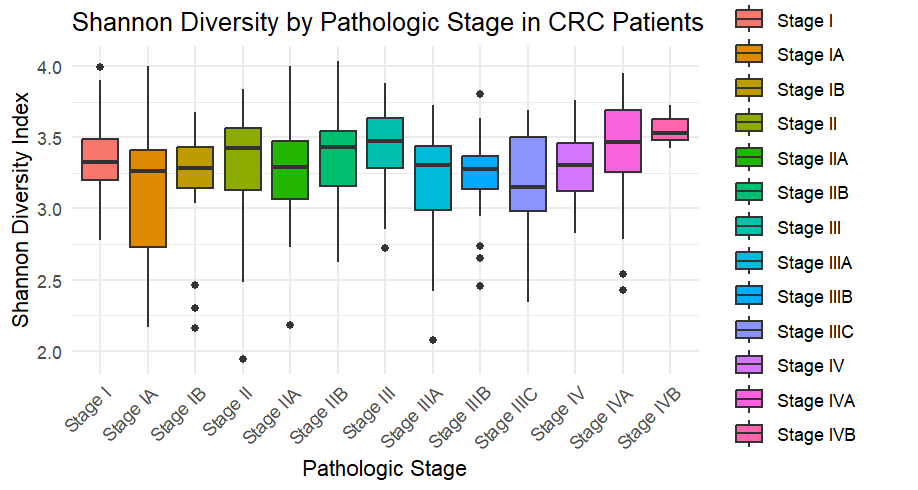 Shannon Diversity by Pathologic Stage in CRC Patients
Shannon Diversity Index
4.0
3.5
3.0
2.5
2.0
Stage I
Stage IA
Stage IB
Stage II
Stage IIA
Stage IIB
Stage III
Stage IIIA
Stage IIIB
Stage IIIC
Stage IV
Stage IVA
Stage IVB
Pathologic Stage
Stage I
Stage IA
Stage IB
Stage II
Stage IIA
Stage IIB
Stage III
Stage IIIA
Stage IIIB
Stage IIIC
Stage IV
Stage IVA
Stage IVB